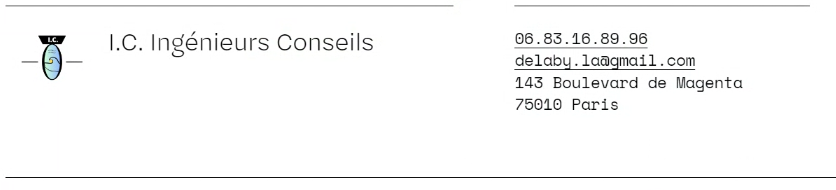 I.C.
I.C. Ingénieurs Conseils
06.83.16.89.96
delaby.la@gmail.com
143 Boulevard de Magenta
75010 Paris